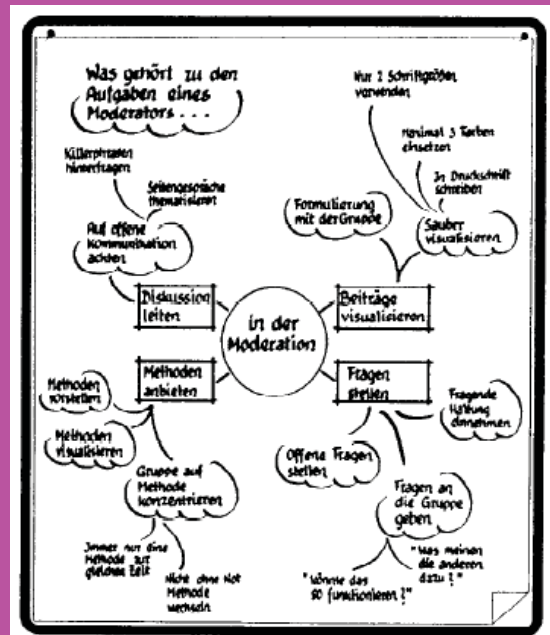 Was gehört zu den
Aufgaben eines
Moderators . . .
Killerphrasen
hinterfragen
Seitengespräche
thematisieren
Auf offene
Kommunikation
achten
Diskussion
leiten
Nur 2 Schriftgrößen
verwenden
Maximal 3 Farben
einsetzen
In Druckschrift
schreiben
Formulierung
mit der Gruppe
Sauber
visualisieren
Beiträge
visualisieren
in der
Moderation
Methoden
anbieten
Methoden
vorstellen
Methoden
visualisieren
Gruppe auf
Methode
konzentrieren
Immer nur eine
Methode zur
gleichen Zeit
Nicht ohne Not
Methode
wechseln
Fragen
stellen
Fragende
Haltung
einnehmen
Offene Fragen
stellen
Fragen an
die Gruppe
geben
"Könnte das
so funktionieren?"
"Was meinen
die anderen
dazu?"